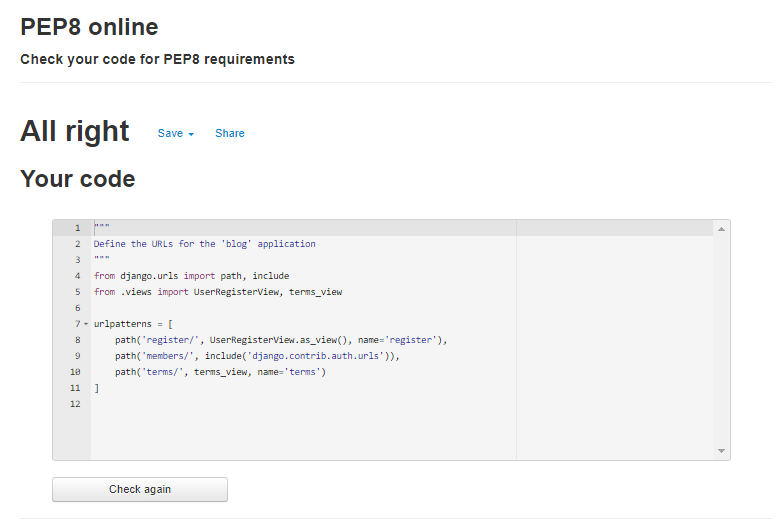 PEP8 online
Check your code for PEP8 requirements
All right Save Share
Your code
1 """
2 Define the URLs for the 'blog' application
3 """
4 from django.urls import path, include
5 from .views import UserRegisterView, terms_view
6
7 urlpatterns = [
8     path('register/', UserRegisterView.as_view(), name='register'),
9     path('members/', include('django.contrib.auth.urls')),
10     path('terms/', terms_view, name='terms')
11 ]
12
Check again